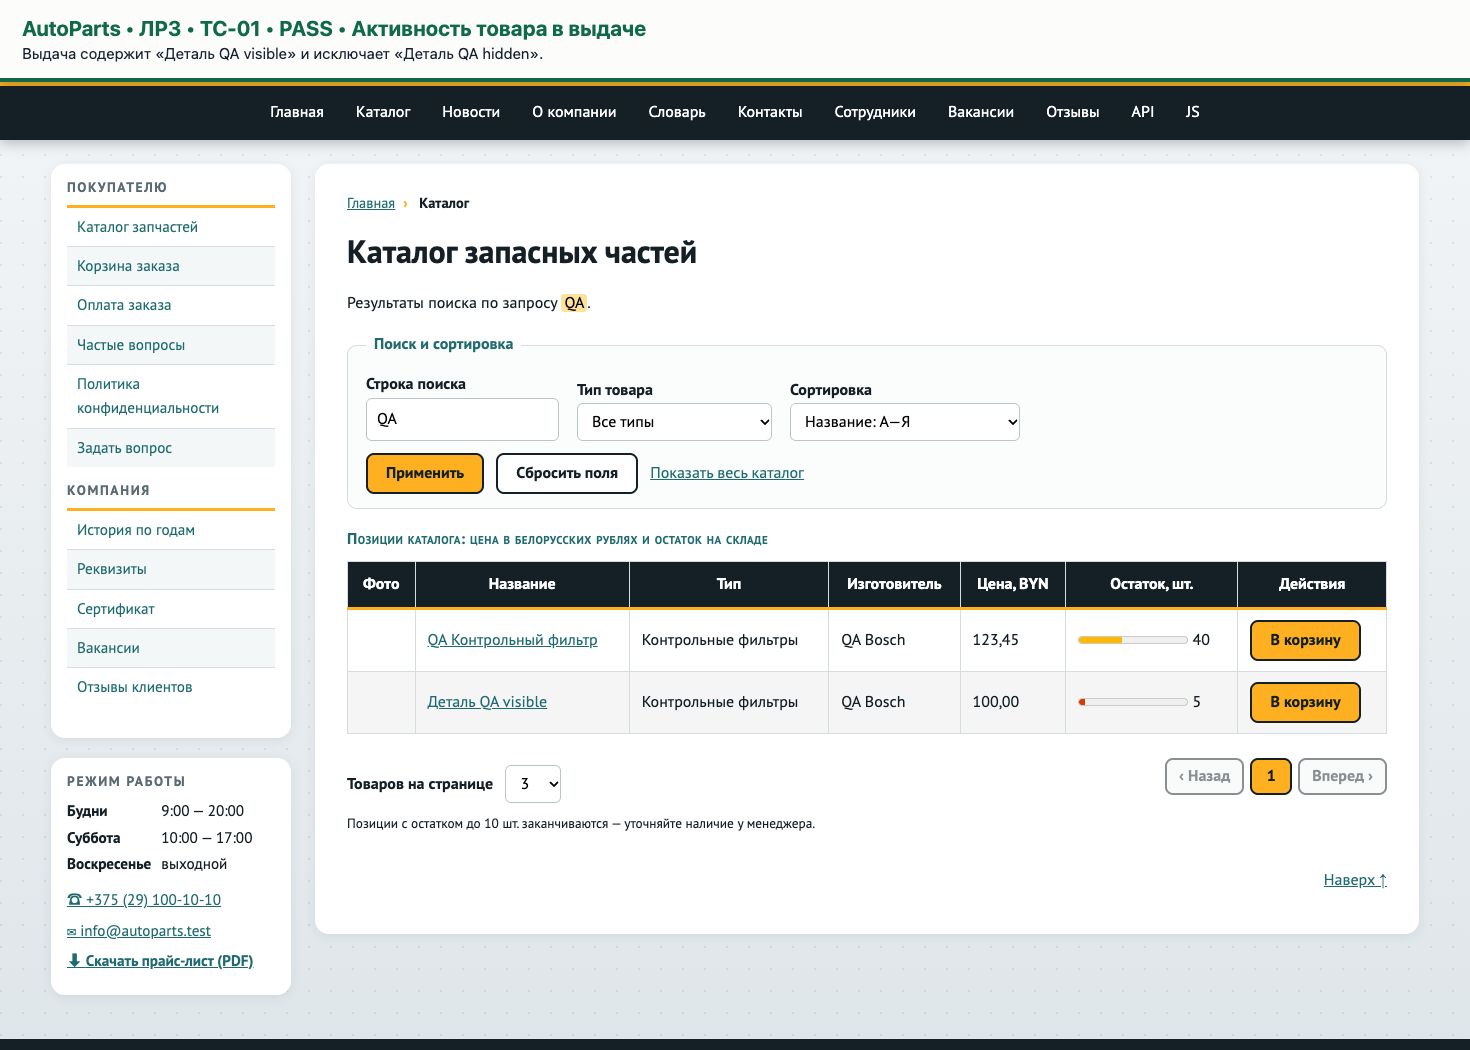 AutoParts • ЛР3 • TC-01 • PASS • Активность товара в выдаче
Выдача содержит «Деталь QA visible» и исключает «Деталь QA hidden».
Главная Каталог Новости О компании Словарь Контакты Сотрудники Вакансии Отзывы API JS
ПОКУПАТЕЛЮ
Каталог запчастей
Корзина заказа
Оплата заказа
Частые вопросы
Политика
конфиденциальности
Задать вопрос
КОМПАНИЯ
История по годам
Реквизиты
Сертификат
Вакансии
Отзывы клиентов
РЕЖИМ РАБОТЫ
Будни 9:00 — 20:00
Суббота 10:00 — 17:00
Воскресенье выходной
☎ +375 (29) 100-10-10
✉ info@autoparts.test
⬇ Скачать прайс-лист (PDF)
Главная › Каталог
Каталог запасных частей
Результаты поиска по запросу QA.
Поиск и сортировка
Строка поиска Тип товара Сортировка
QA Все типы Название: А—Я
Применить Сбросить поля Показать весь каталог
Позиции каталога: цена в белорусских рублях и остаток на складе
Фото Название Тип Изготовитель Цена, BYN Остаток, шт. Действия
QA Контрольный фильтр Контрольные фильтры QA Bosch 123,45 40 В корзину
Деталь QA visible Контрольные фильтры QA Bosch 100,00 5 В корзину
Товаров на странице 3 ‹ Назад 1 Вперед ›
Позиции с остатком до 10 шт. заканчиваются — уточняйте наличие у менеджера.
Наверх ↑